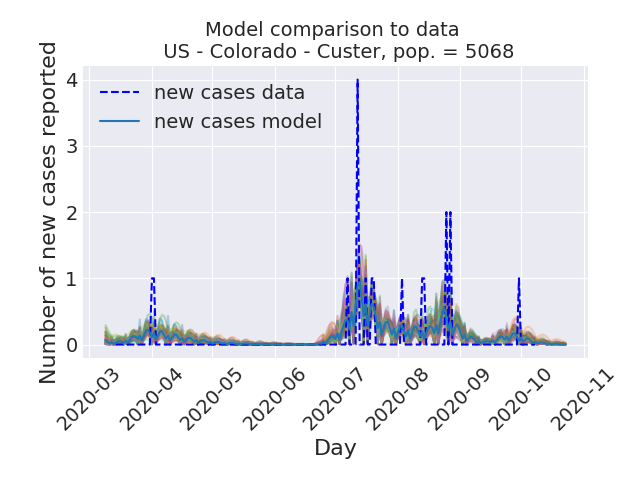 Model comparison to data
US - Colorado - Custer, pop. = 5068
new cases data
new cases model
Number of new cases reported
4
3
2
1
0
2020-03
2020-04
2020-05
2020-06
2020-07
2020-08
2020-09
2020-10
2020-11
Day